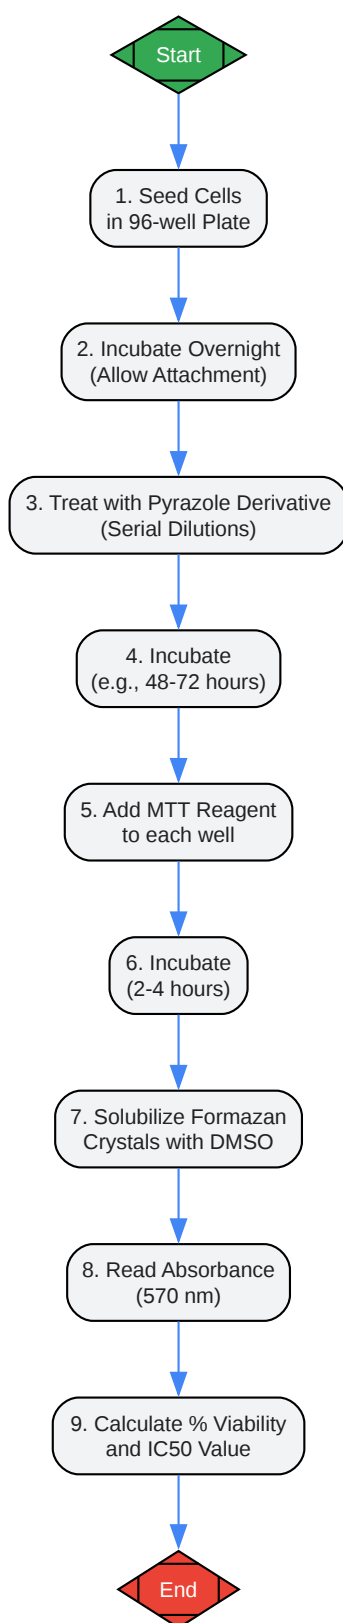 Start
1. Seed Cells
in 96-well Plate
2. Incubate Overnight
(Allow Attachment)
3. Treat with Pyrazole Derivative
(Serial Dilutions)
4. Incubate
(e.g., 48-72 hours)
5. Add MTT Reagent
to each well
6. Incubate
(2-4 hours)
7. Solubilize Formazan
Crystals with DMSO
8. Read Absorbance
(570 nm)
9. Calculate % Viability
and IC50 Value
End